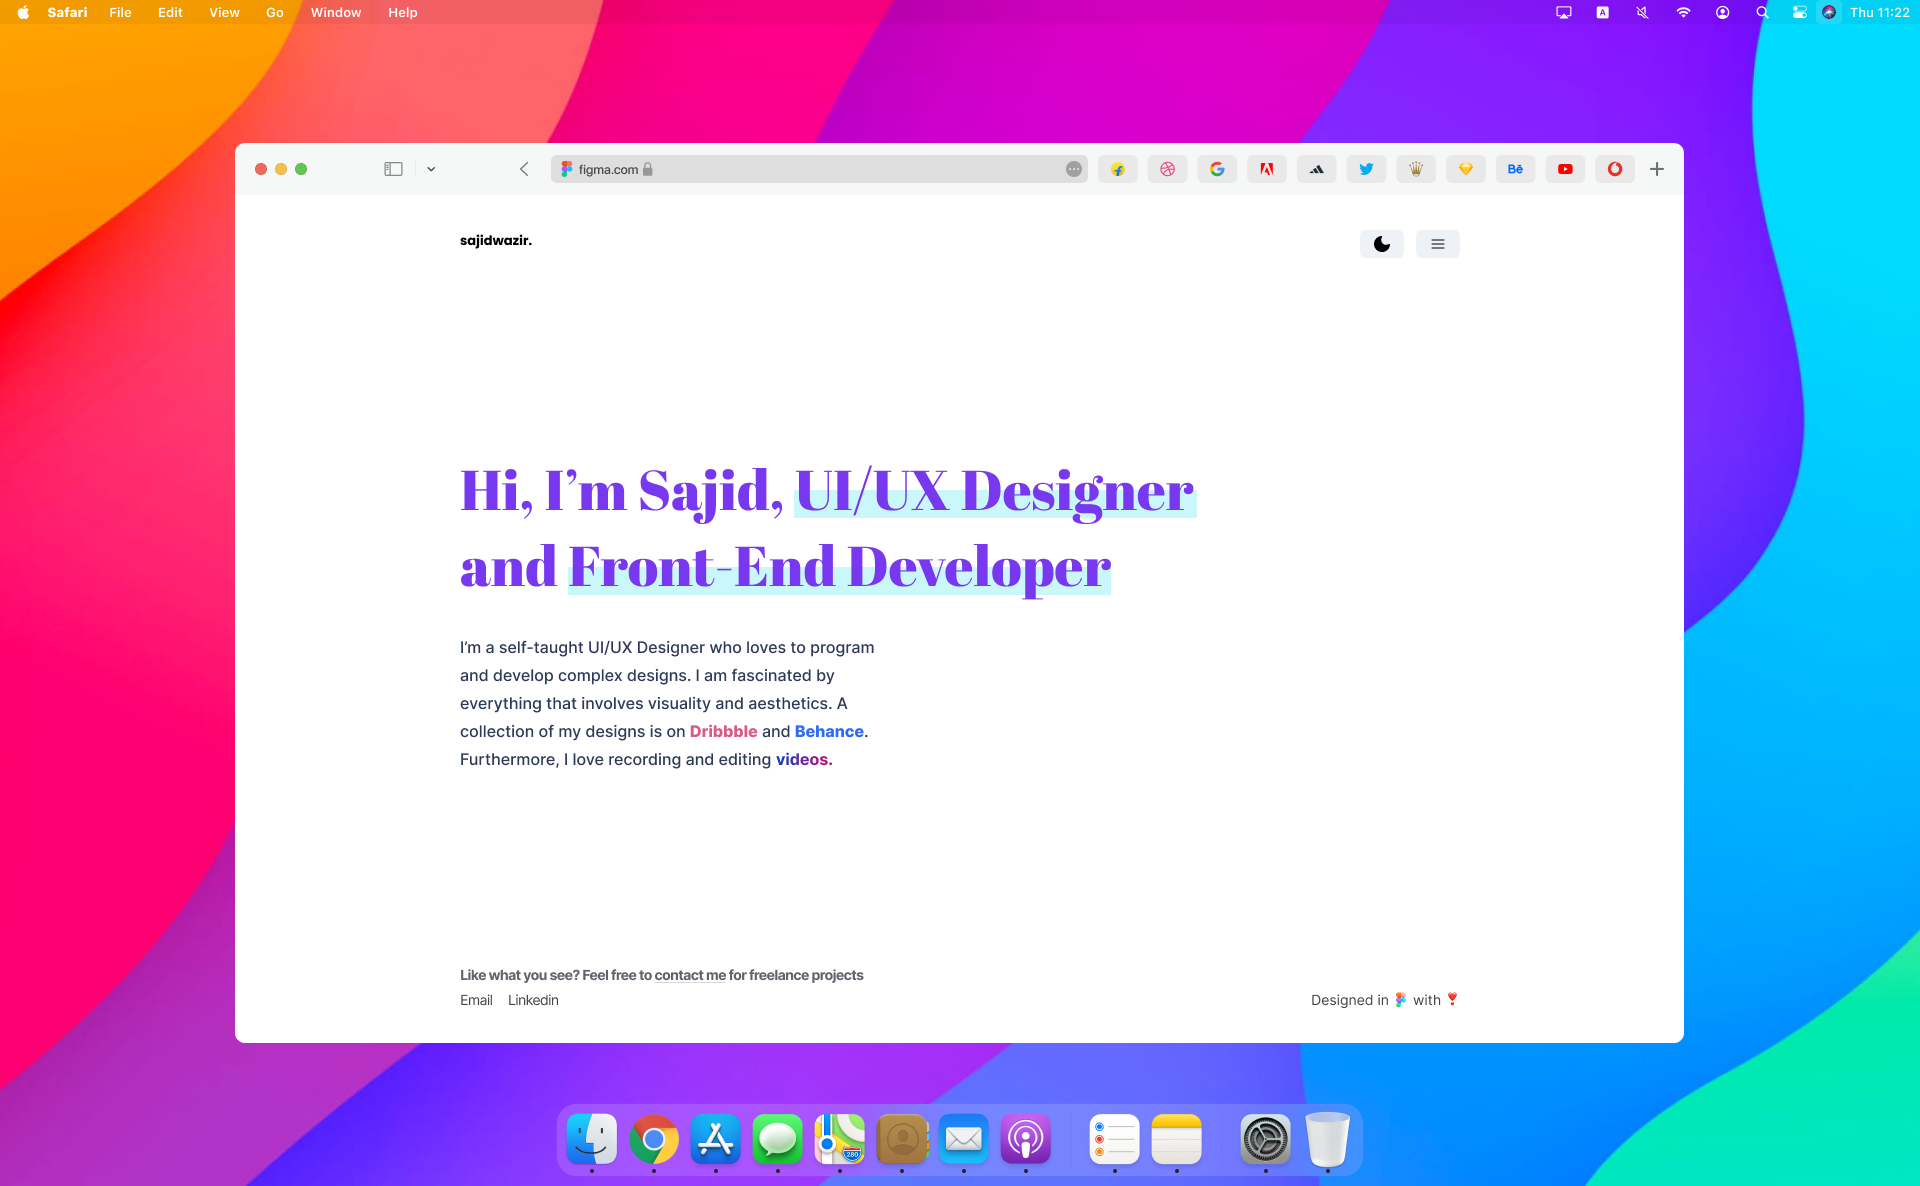 Safari File Edit View Go Window Help
A
Thu 11:22
figma.com
Bē
sajidwazir.
Hi, I’m Sajid, UI/UX Designer
and Front-End Developer
I’m a self-taught UI/UX Designer who loves to program
and develop complex designs. I am fascinated by
everything that involves visuality and aesthetics. A
collection of my designs is on Dribbble and Behance.
Furthermore, I love recording and editing videos.
Like what you see? Feel free to contact me for freelance projects
Email Linkedin
Designed in with
280